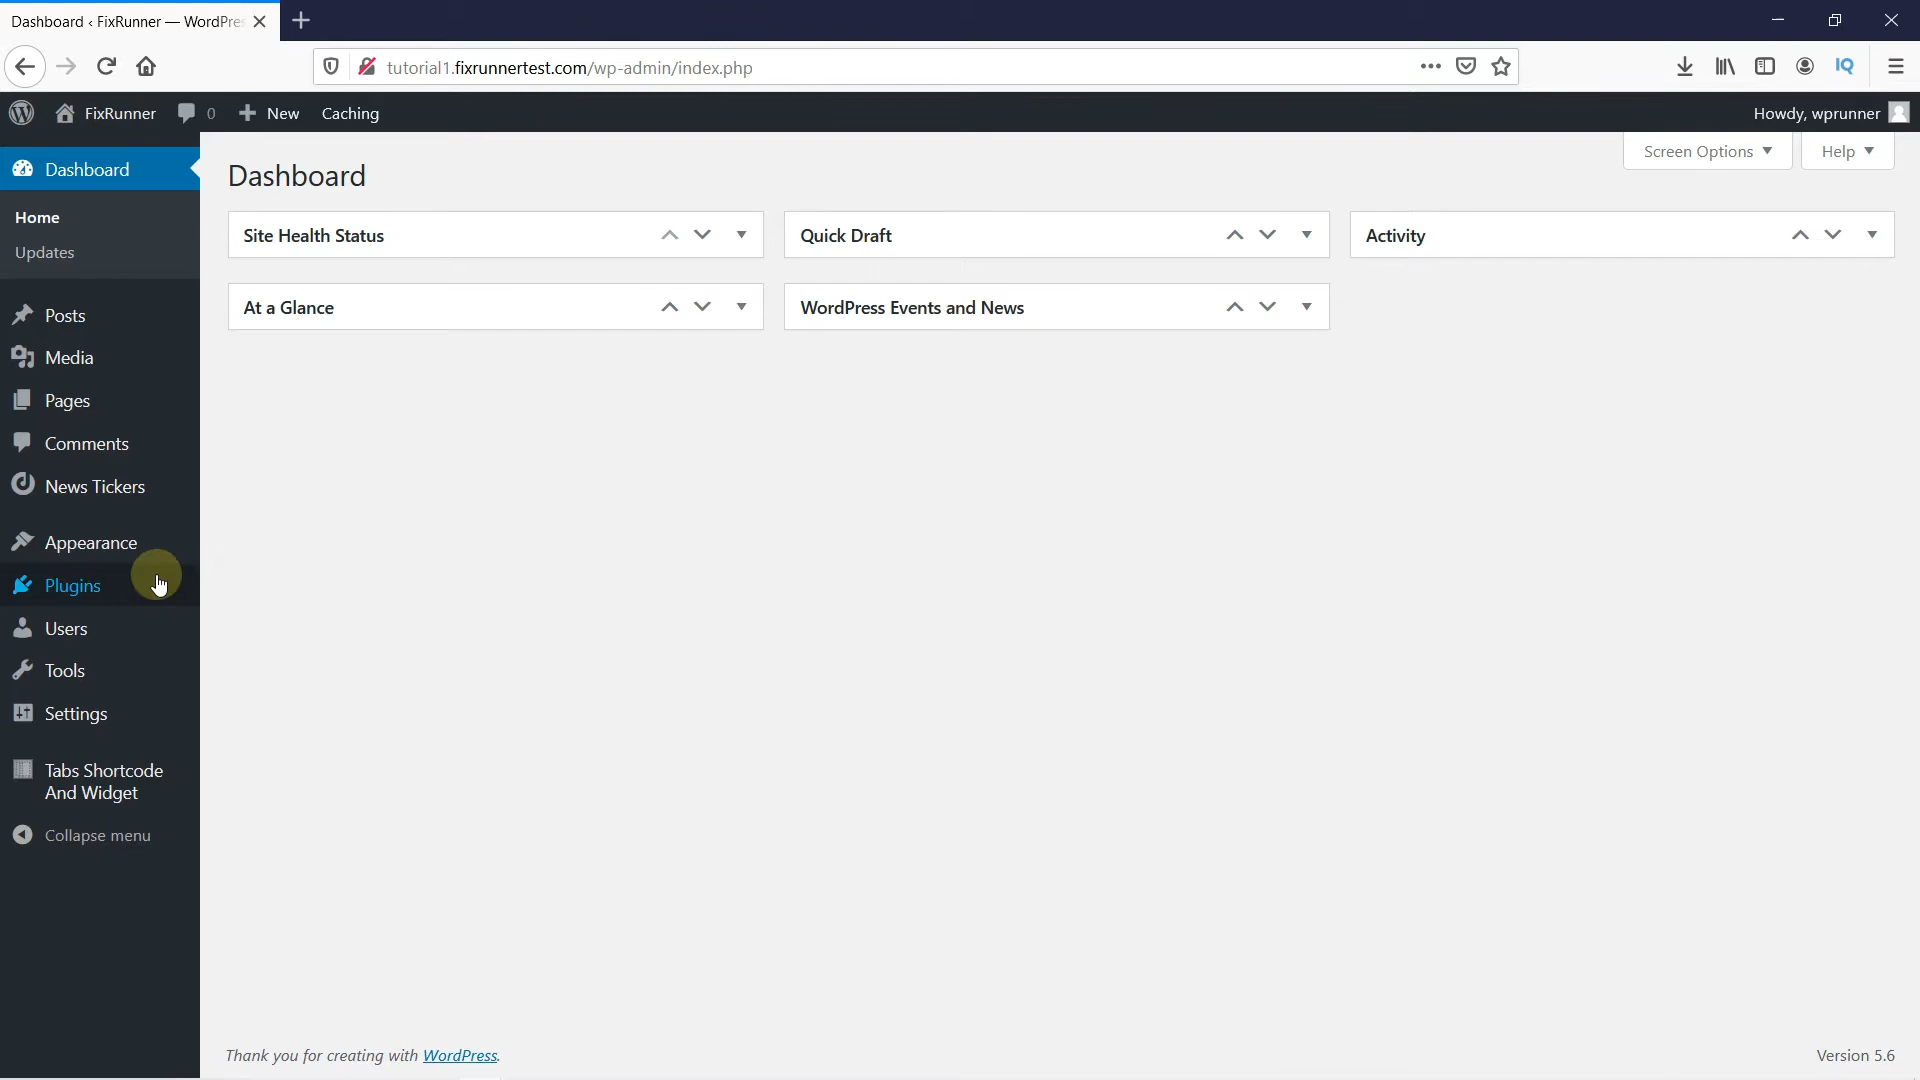 Dashboard ‹ FixRunner — WordPres
tutorial1.fixrunnertest.com/wp-admin/index.php
IQ
FixRunner
0
New
Caching
Howdy, wprunner
Dashboard
Home
Updates
Posts
Media
Pages
Comments
News Tickers
Appearance
Plugins
Users
Tools
Settings
Tabs Shortcode
And Widget
Collapse menu
Screen Options
Help
Dashboard
Site Health Status
Quick Draft
Activity
At a Glance
WordPress Events and News
Thank you for creating with WordPress.
Version 5.6